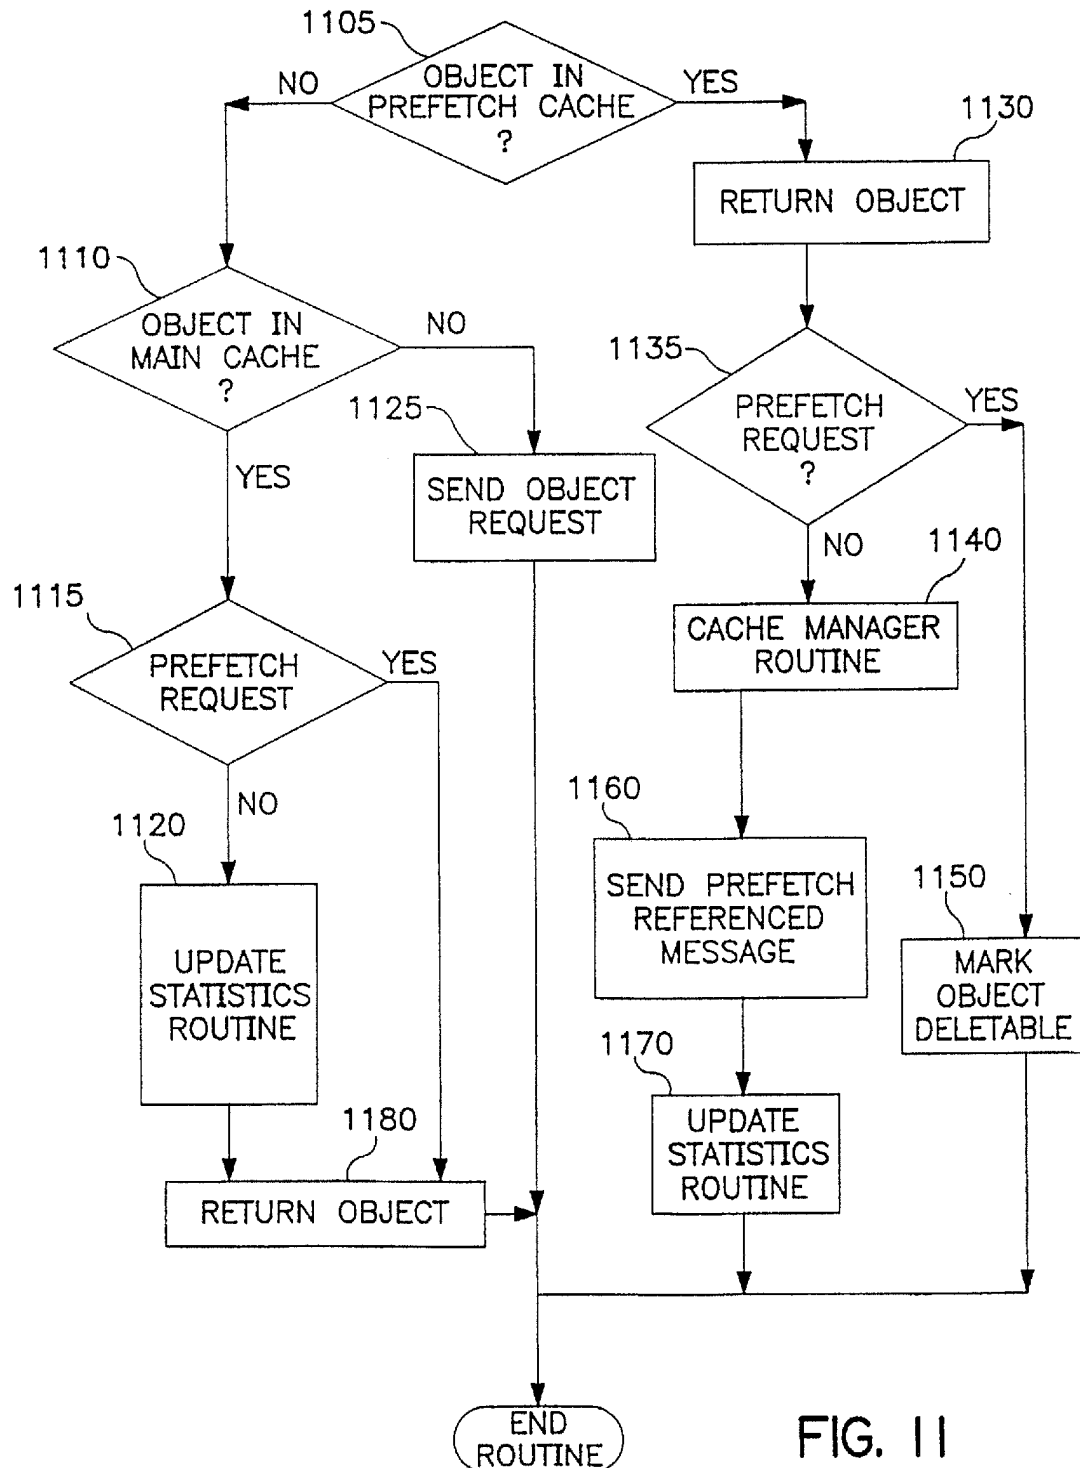 1105
OBJECT IN
PREFETCH CACHE
?
NO
YES
1130
RETURN OBJECT
1110
OBJECT IN
MAIN CACHE
?
NO
YES
1125
SEND OBJECT
REQUEST
1135
PREFETCH
REQUEST
?
YES
NO
1140
CACHE MANAGER
ROUTINE
1115
PREFETCH
REQUEST
YES
NO
1120
UPDATE
STATISTICS
ROUTINE
1160
SEND PREFETCH
REFERENCED
MESSAGE
1150
MARK
OBJECT
DELETABLE
1170
UPDATE
STATISTICS
ROUTINE
1180
RETURN OBJECT
END
ROUTINE
FIG. 11